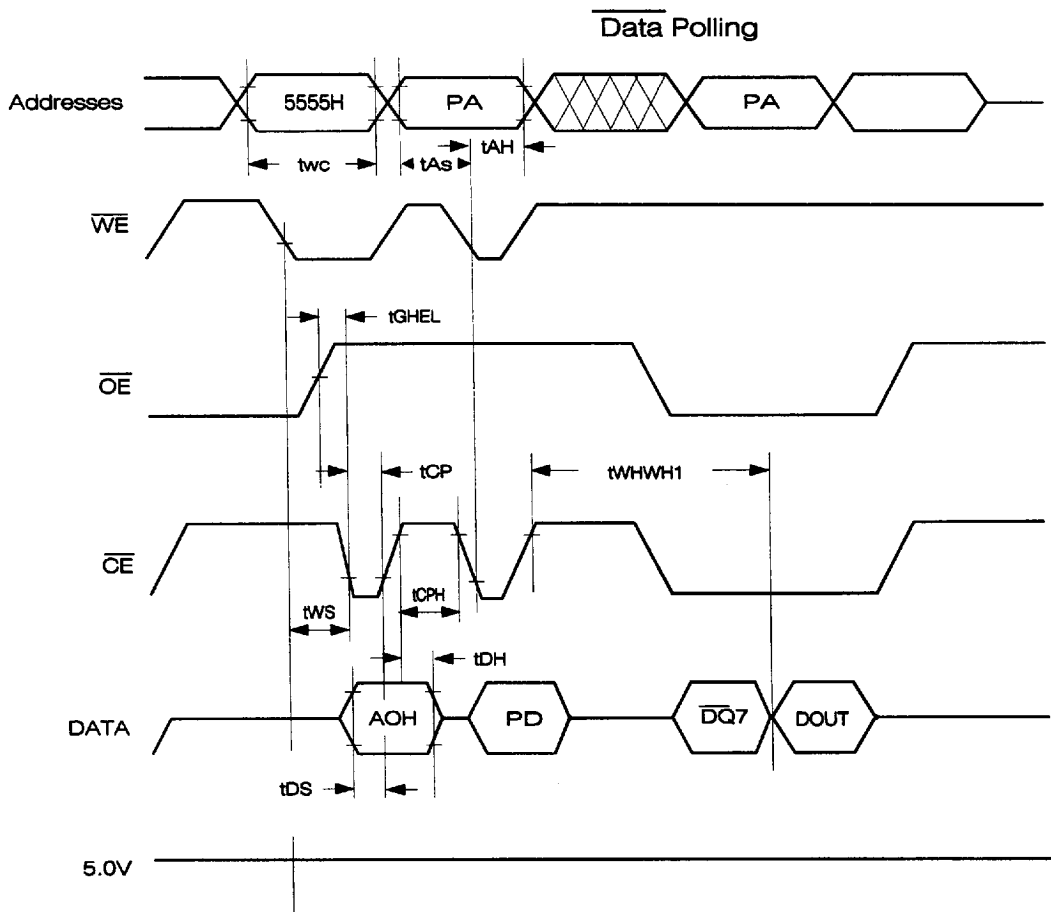 Data Polling
Addresses
5555H
PA
PA
twc
tAs
tAH
WE
tGHEL
OE
tCP
tWHWH1
CE
tWS
tCPH
tDH
DATA
AOH
PD
DQ7
DOUT
tDS
5.0V